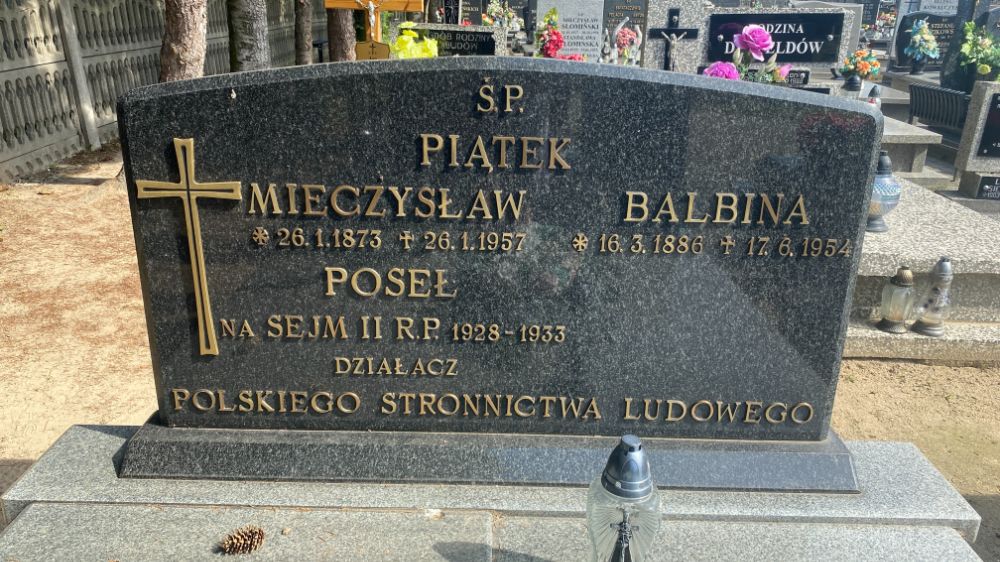 Ś.P.
PIĄTEK
MIECZYSŁAW BALBINA
* 26.1.1873 + 26.1.1957 * 16.3.1886 + 17.6.1954
POSEŁ
NA SEJM II R.P. 1928-1933
DZIAŁACZ
POLSKIEGO STRONNICTWA LUDOWEGO
MIECZYSŁAW